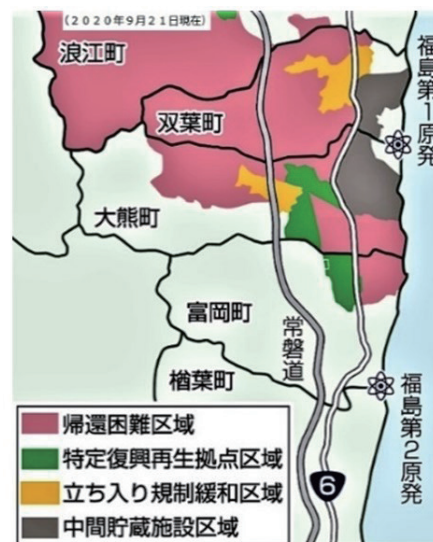 (2020年9月21日現在)
浪江町
双葉町
福島第1原発
大熊町
富岡町
常磐道
楢葉町
福島第2原発
帰還困難区域
特定復興再生拠点区域
立ち入り規制緩和区域
中間貯蔵施設区域
6